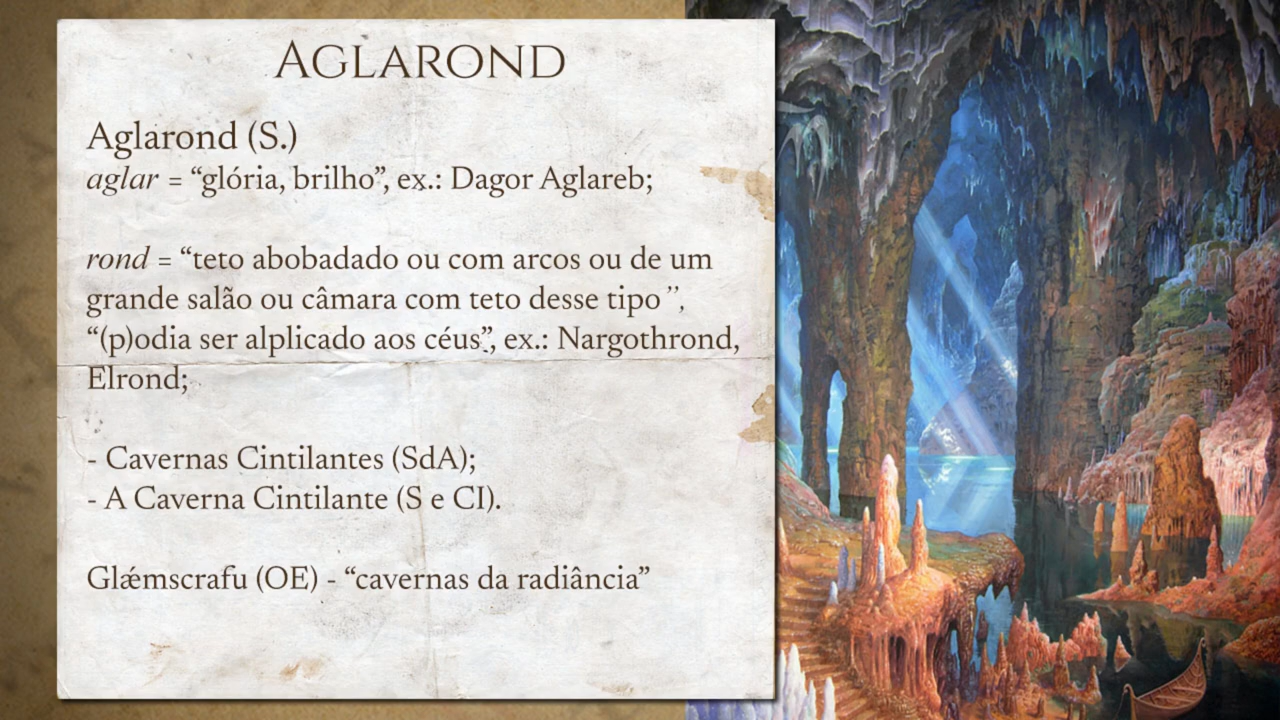 AGLAROND
Aglarond (S.)
aglar = “glória, brilho”, ex.: Dagor Aglareb;
rond = “teto abobadado ou com arcos ou de um
grande salão ou câmara com teto desse tipo”,
“(p)odia ser alplicado aos céus”, ex.: Nargothrond,
Elrond;
- Cavernas Cintilantes (SdA);
- A Caverna Cintilante (S e CI).
Glǽmscrafu (OE) - “cavernas da radiância”